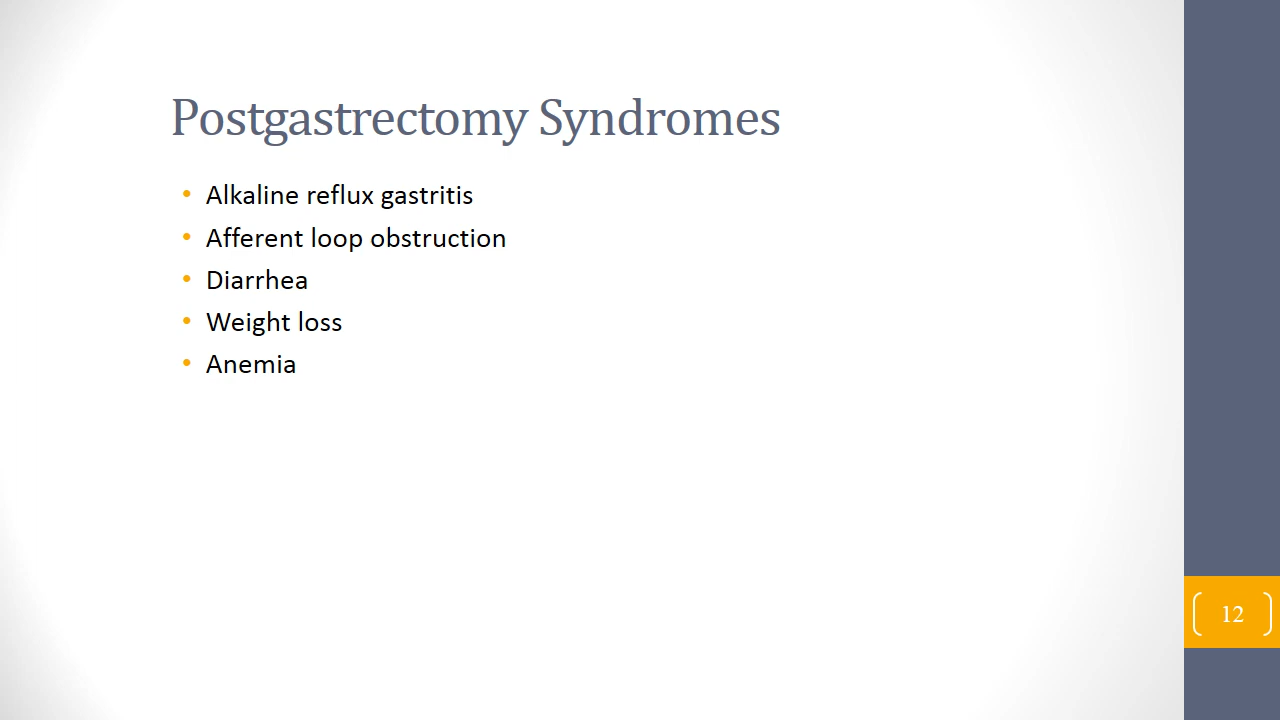 Postgastrectomy Syndromes
• Alkaline reflux gastritis
• Afferent loop obstruction
• Diarrhea
• Weight loss
• Anemia
12